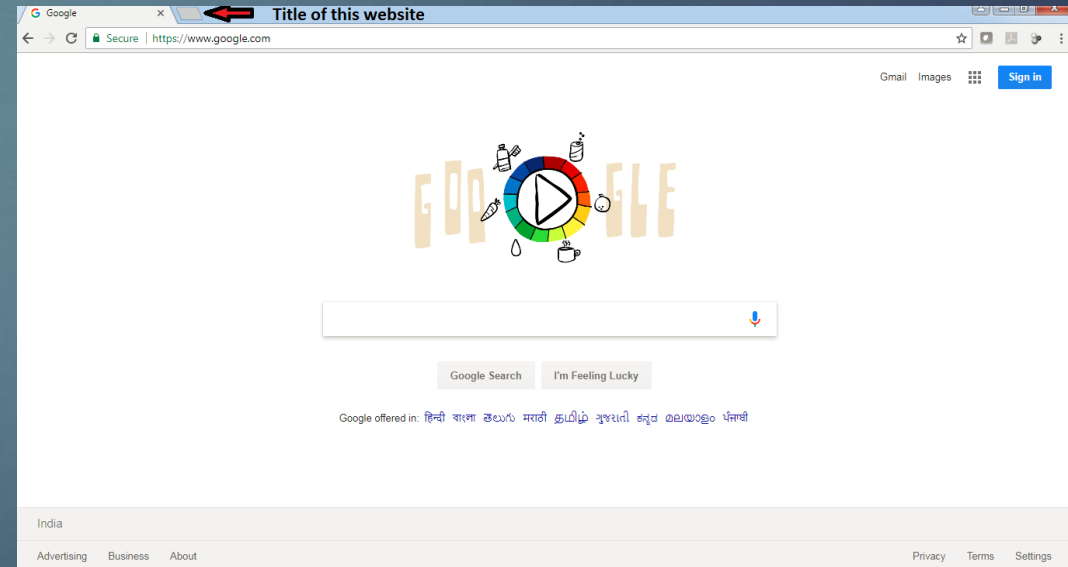 Google
Title of this website
Secure
https://www.google.com
Gmail Images
Sign in
GOOGLE
Google Search
I'm Feeling Lucky
Google offered in: हिन्दी বাংলা తెలుగు मराठी தமிழ் ગુજરાતી ಕನ್ನಡ മലയാളം ਪੰਜਾਬੀ
India
Advertising Business About
Privacy Terms Settings